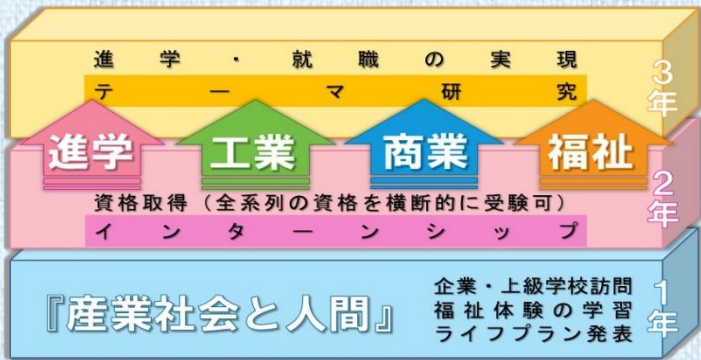 進学・就職の実現
テーマ研究
3年
進学 工業 商業 福祉
資格取得（全系列の資格を横断的に受験可）
インターンシップ
2年
『産業社会と人間』
企業・上級学校訪問
福祉体験の学習
ライフプラン発表
1年